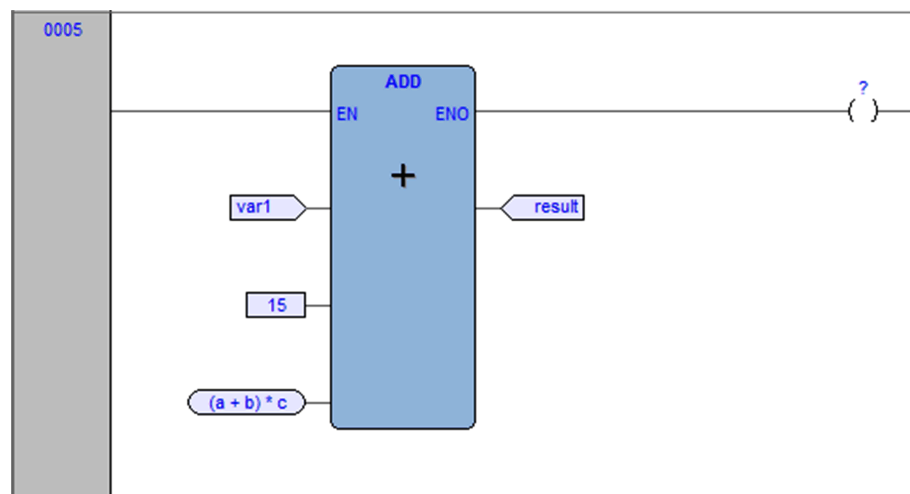 0005
ADD
?
EN ENO
+
var1 result
15
(a + b) * c